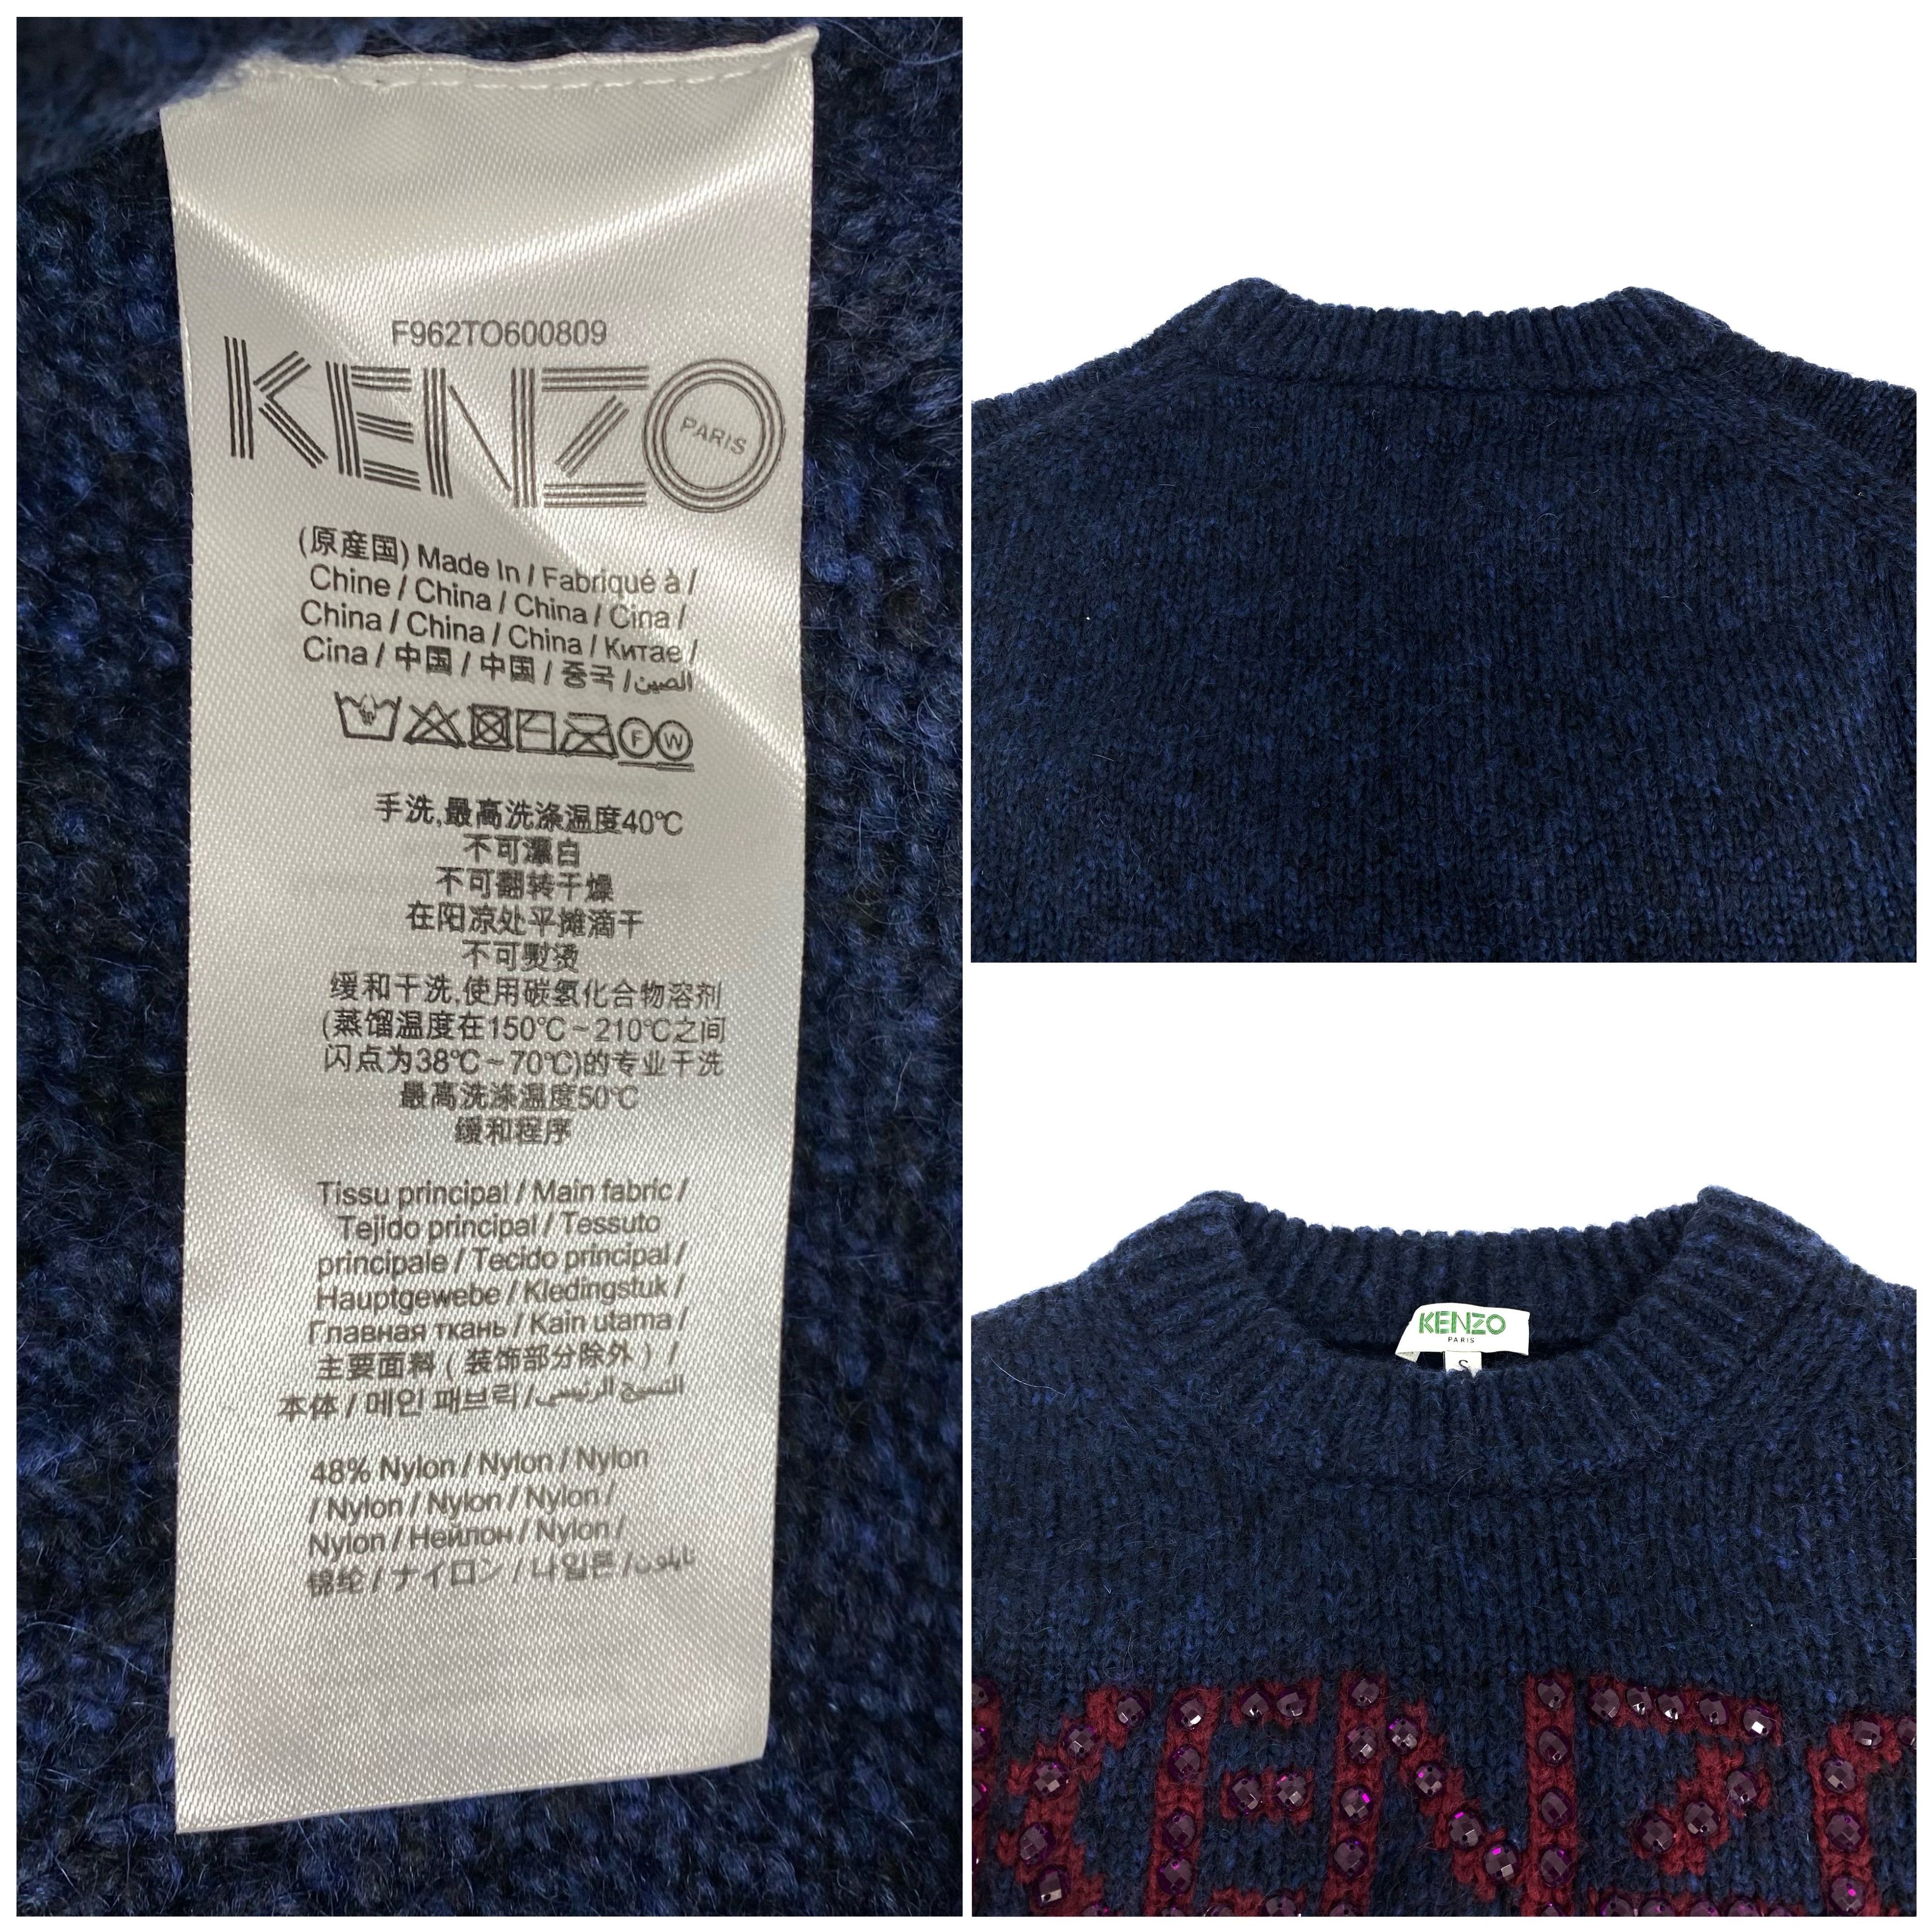 F962TO600809
KENZO
PARIS
(原産国) Made In / Fabriqué à /
Chine / China / China / Cina /
China / China / China / Китае /
Cina / 中国 / 中国 / 중국 / الصين
F W
手洗,最高洗涤温度40℃
不可漂白
不可翻转干燥
在阳凉处平摊滴干
不可熨烫
缓和干洗,使用碳氢化合物溶剂
(蒸馏温度在150℃~210℃之间
闪点为38℃~70℃)的专业干洗
最高洗涤温度50℃
缓和程序
Tissu principal / Main fabric /
Tejido principal / Tessuto
principale / Tecido principal /
Hauptgewebe / Kledingstuk /
Главная ткань / Kain utama /
主要面料 ( 装饰部分除外 ) /
本体 / 메인 패브릭 / النسيج الرئيسي
48% Nylon / Nylon / Nylon
/ Nylon / Nylon / Nylon /
Nylon / Нейлон / Nylon /
锦纶 / ナイロン / 나일론 / نايلون
KENZO
PARIS
S
KENZO